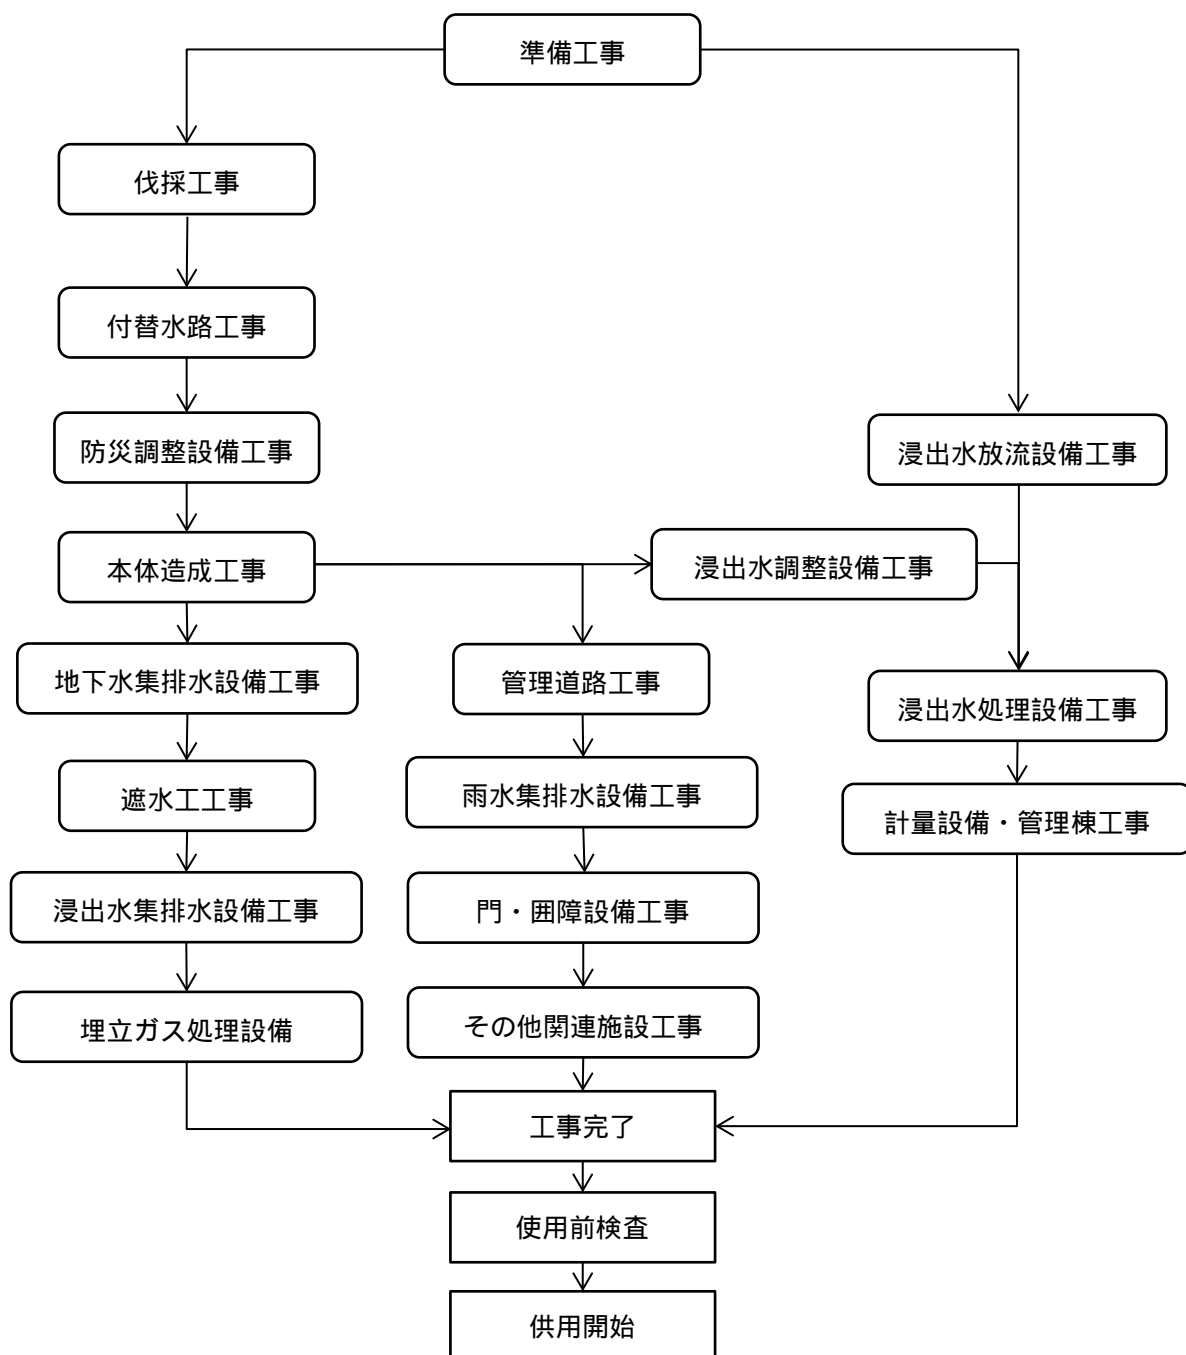 準備工事
伐採工事
付替水路工事
防災調整設備工事
浸出水放流設備工事
本体造成工事
浸出水調整設備工事
地下水集排水設備工事
管理道路工事
浸出水処理設備工事
遮水工工事
雨水集排水設備工事
計量設備・管理棟工事
浸出水集排水設備工事
門・囲障設備工事
埋立ガス処理設備
その他関連施設工事
工事完了
使用前検査
供用開始